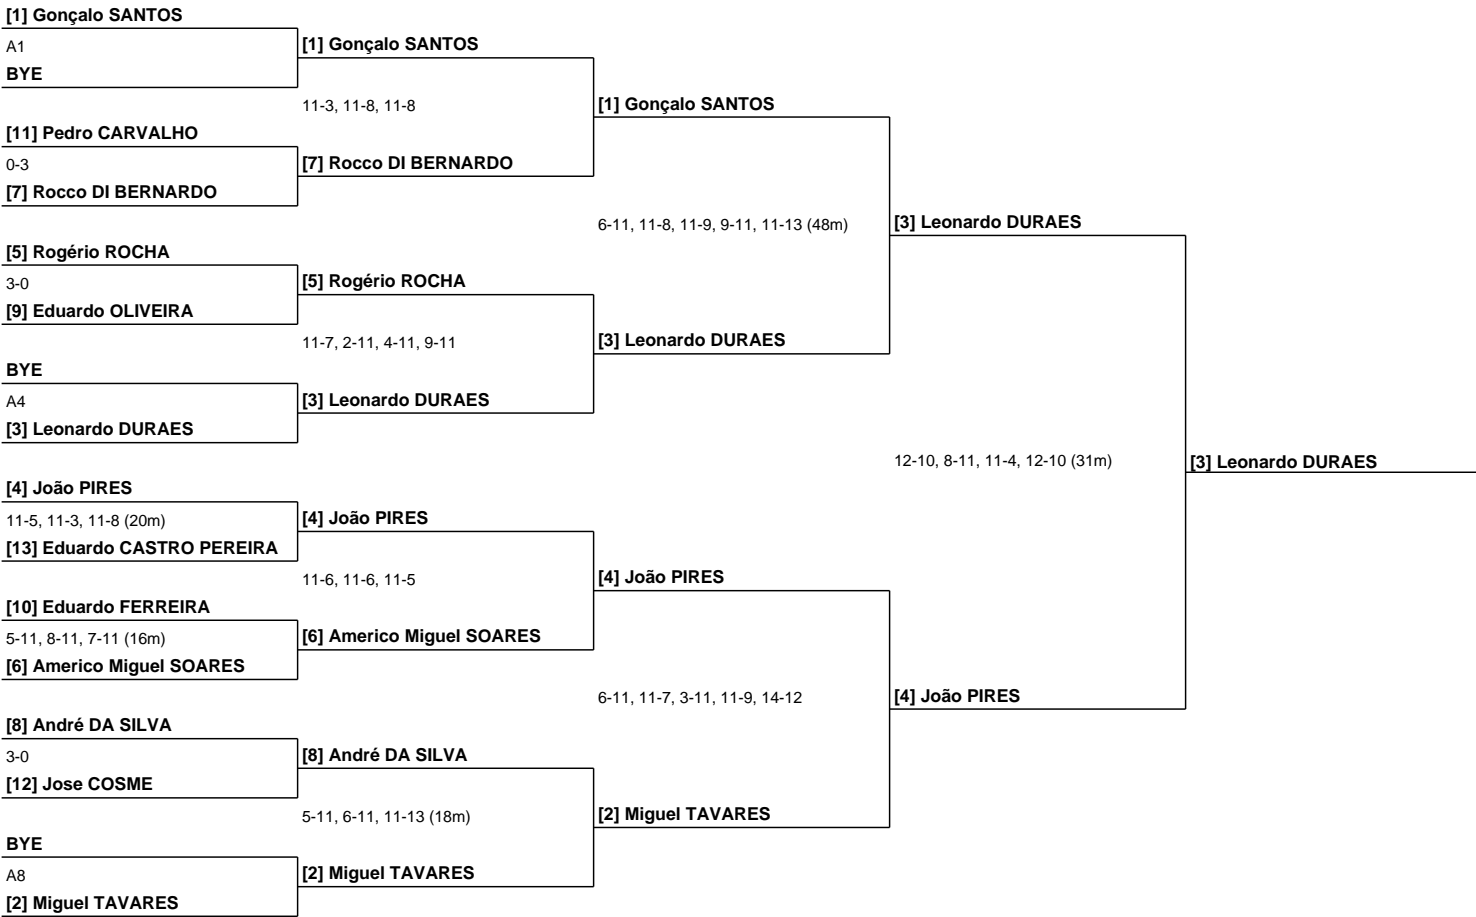 [1] Gonçalo SANTOS
A1
BYE
[11] Pedro CARVALHO
0-3
[7] Rocco DI BERNARDO
[5] Rogério ROCHA
3-0
[9] Eduardo OLIVEIRA
BYE
A4
[3] Leonardo DURAES
[4] João PIRES
11-5, 11-3, 11-8 (20m)
[13] Eduardo CASTRO PEREIRA
[10] Eduardo FERREIRA
5-11, 8-11, 7-11 (16m)
[6] Americo Miguel SOARES
[8] André DA SILVA
3-0
[12] Jose COSME
BYE
A8
[2] Miguel TAVARES
[1] Gonçalo SANTOS
11-3, 11-8, 11-8
[7] Rocco DI BERNARDO
[5] Rogério ROCHA
11-7, 2-11, 4-11, 9-11
[3] Leonardo DURAES
[4] João PIRES
11-6, 11-6, 11-5
[6] Americo Miguel SOARES
[8] André DA SILVA
5-11, 6-11, 11-13 (18m)
[2] Miguel TAVARES
[1] Gonçalo SANTOS
6-11, 11-8, 11-9, 9-11, 11-13 (48m)
[3] Leonardo DURAES
[4] João PIRES
6-11, 11-7, 3-11, 11-9, 14-12
[2] Miguel TAVARES
[3] Leonardo DURAES
12-10, 8-11, 11-4, 12-10 (31m)
[4] João PIRES
[3] Leonardo DURAES